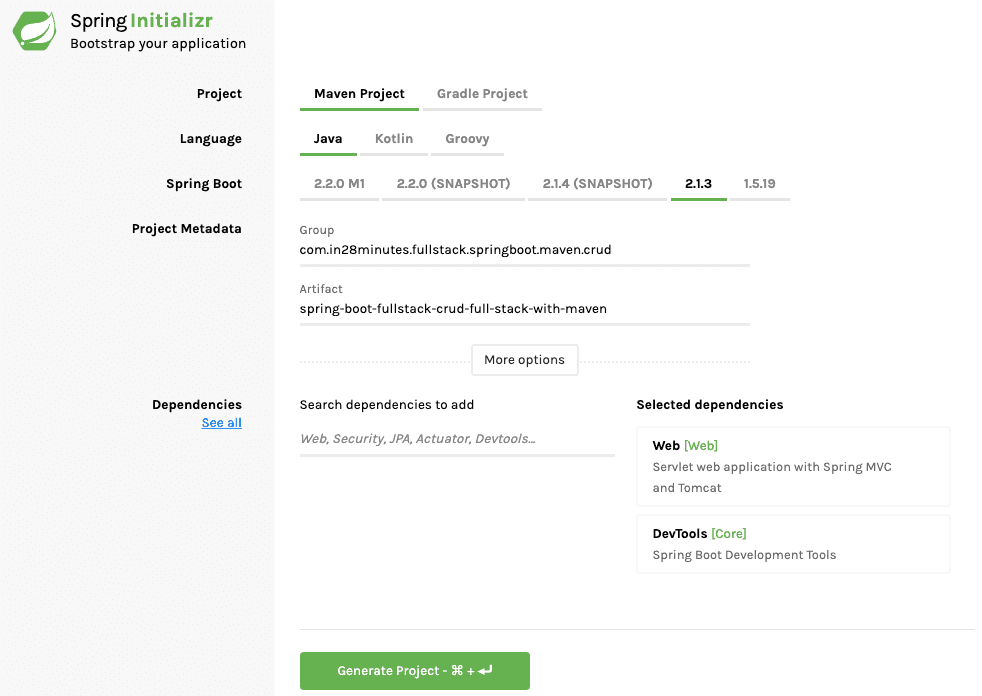 Spring Initializr
Bootstrap your application
Project
Maven Project Gradle Project
Language
Java Kotlin Groovy
Spring Boot
2.2.0 M1 2.2.0 (SNAPSHOT) 2.1.4 (SNAPSHOT) 2.1.3 1.5.19
Project Metadata
Group
com.in28minutes.fullstack.springboot.maven.crud
Artifact
spring-boot-fullstack-crud-full-stack-with-maven
More options
Dependencies
See all
Search dependencies to add
Web, Security, JPA, Actuator, Devtools...
Selected dependencies
Web [Web]
Servlet web application with Spring MVC
and Tomcat
DevTools [Core]
Spring Boot Development Tools
Generate Project - ⌘ + ↵